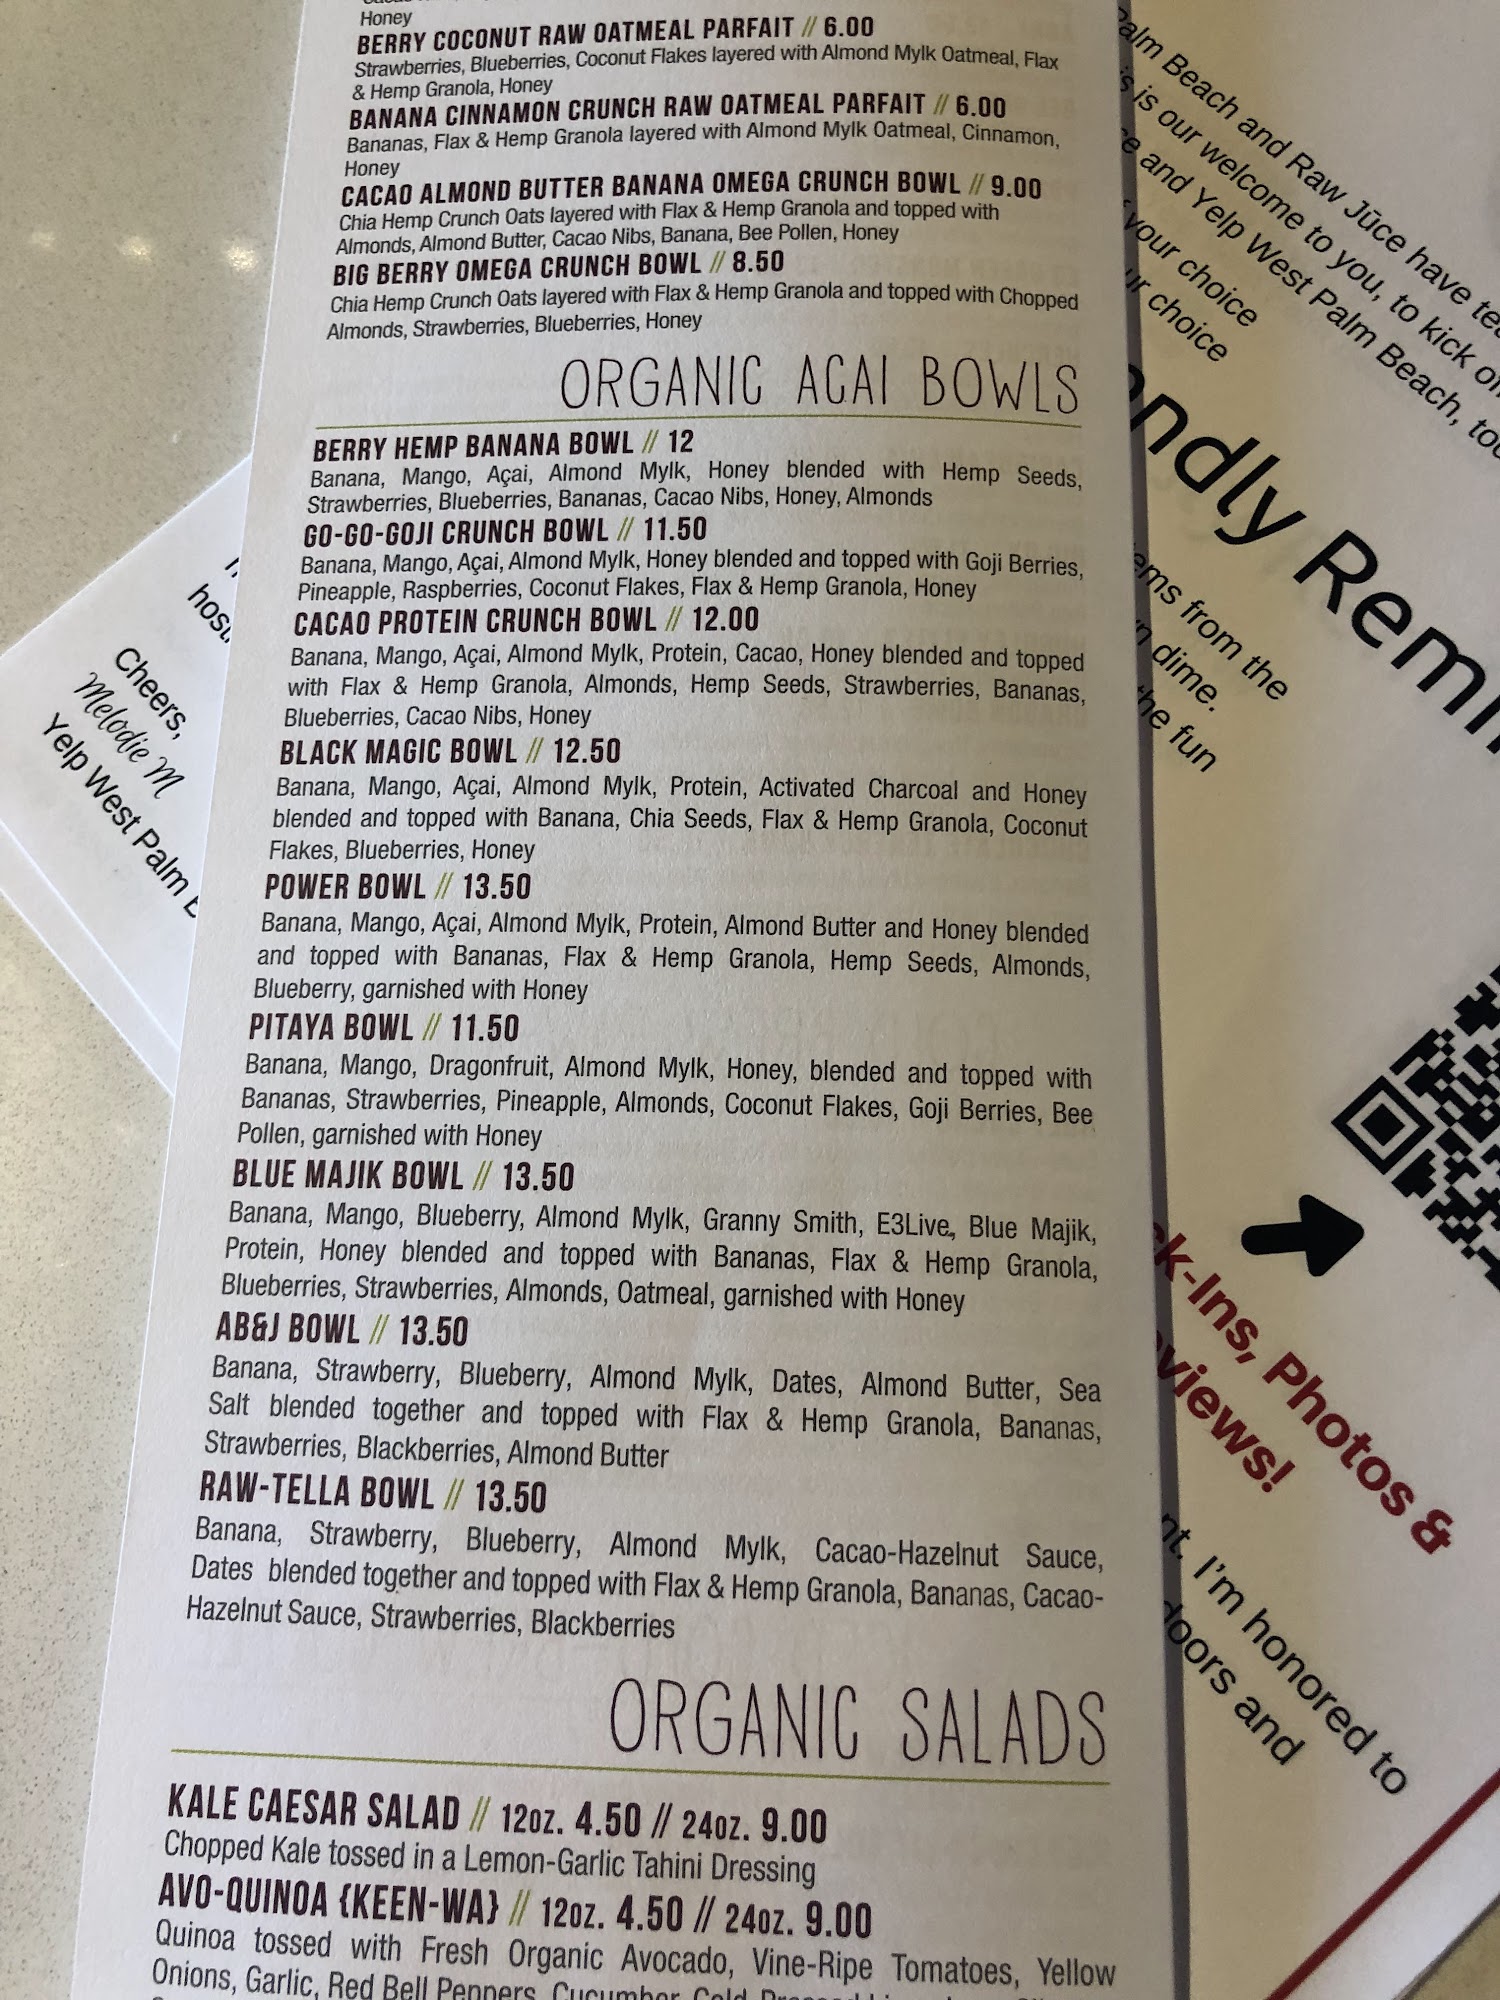 Honey
BERRY COCONUT RAW OATMEAL PARFAIT // 6.00
Strawberries, Blueberries, Coconut Flakes layered with Almond Mylk Oatmeal, Flax
& Hemp Granola, Honey
BANANA CINNAMON CRUNCH RAW OATMEAL PARFAIT // 6.00
Bananas, Flax & Hemp Granola layered with Almond Mylk Oatmeal, Cinnamon,
Honey
CACAO ALMOND BUTTER BANANA OMEGA CRUNCH BOWL // 9.00
Chia Hemp Crunch Oats layered with Flax & Hemp Granola and topped with
Almonds, Almond Butter, Cacao Nibs, Banana, Bee Pollen, Honey
BIG BERRY OMEGA CRUNCH BOWL // 8.50
Chia Hemp Crunch Oats layered with Flax & Hemp Granola and topped with Chopped
Almonds, Strawberries, Blueberries, Honey
ORGANIC ACAI BOWLS
BERRY HEMP BANANA BOWL // 12
Banana, Mango, Açai, Almond Mylk, Honey blended with Hemp Seeds,
Strawberries, Blueberries, Bananas, Cacao Nibs, Honey, Almonds
GO-GO-GOJI CRUNCH BOWL // 11.50
Banana, Mango, Açai, Almond Mylk, Honey blended and topped with Goji Berries,
Pineapple, Raspberries, Coconut Flakes, Flax & Hemp Granola, Honey
CACAO PROTEIN CRUNCH BOWL // 12.00
Banana, Mango, Açai, Almond Mylk, Protein, Cacao, Honey blended and topped
with Flax & Hemp Granola, Almonds, Hemp Seeds, Strawberries, Bananas,
Blueberries, Cacao Nibs, Honey
BLACK MAGIC BOWL // 12.50
Banana, Mango, Açai, Almond Mylk, Protein, Activated Charcoal and Honey
blended and topped with Banana, Chia Seeds, Flax & Hemp Granola, Coconut
Flakes, Blueberries, Honey
POWER BOWL // 13.50
Banana, Mango, Açai, Almond Mylk, Protein, Almond Butter and Honey blended
and topped with Bananas, Flax & Hemp Granola, Hemp Seeds, Almonds,
Blueberry, garnished with Honey
PITAYA BOWL // 11.50
Banana, Mango, Dragonfruit, Almond Mylk, Honey, blended and topped with
Bananas, Strawberries, Pineapple, Almonds, Coconut Flakes, Goji Berries, Bee
Pollen, garnished with Honey
BLUE MAJIK BOWL // 13.50
Banana, Mango, Blueberry, Almond Mylk, Granny Smith, E3Live, Blue Majik,
Protein, Honey blended and topped with Bananas, Flax & Hemp Granola,
Blueberries, Strawberries, Almonds, Oatmeal, garnished with Honey
AB&J BOWL // 13.50
Banana, Strawberry, Blueberry, Almond Mylk, Dates, Almond Butter, Sea
Salt blended together and topped with Flax & Hemp Granola, Bananas,
Strawberries, Blackberries, Almond Butter
RAW-TELLA BOWL // 13.50
Banana, Strawberry, Blueberry, Almond Mylk, Cacao-Hazelnut Sauce,
Dates blended together and topped with Flax & Hemp Granola, Bananas, Cacao-
Hazelnut Sauce, Strawberries, Blackberries
ORGANIC SALADS
KALE CAESAR SALAD // 12oz. 4.50 // 24oz. 9.00
Chopped Kale tossed in a Lemon-Garlic Tahini Dressing
AVO-QUINOA {KEEN-WA} // 12oz. 4.50 // 24oz. 9.00
Quinoa tossed with Fresh Organic Avocado, Vine-Ripe Tomatoes, Yellow
Onions, Garlic, Red Bell Peppers, Cucumber, Cold
Cheers,
Melodie M
Yelp West Palm
Palm Beach and Raw Jūce have
is our welcome to you, to kick
and Yelp West Palm Beach,
your choice
choice
from the
dime.
the fun
Photos &
I'm honored to
doors and